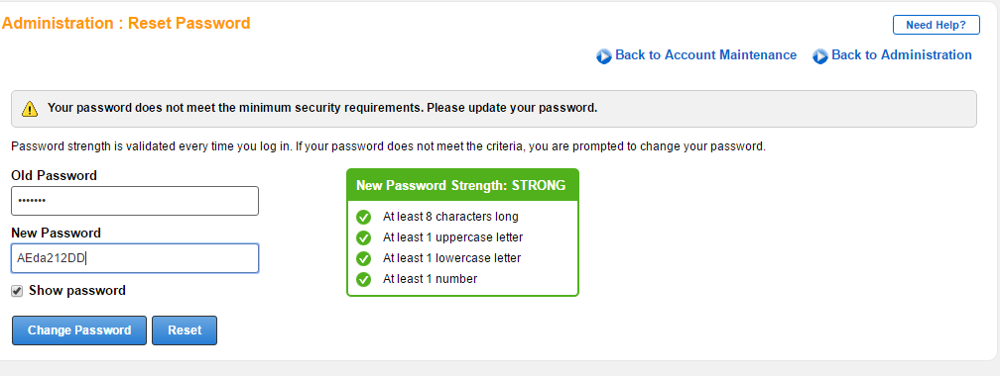 Administration : Reset Password
Need Help?
Back to Account Maintenance Back to Administration
Your password does not meet the minimum security requirements. Please update your password.
Password strength is validated every time you log in. If your password does not meet the criteria, you are prompted to change your password.
Old Password
•••••••
New Password
AEda212DD
Show password
Change Password Reset
New Password Strength: STRONG
At least 8 characters long
At least 1 uppercase letter
At least 1 lowercase letter
At least 1 number